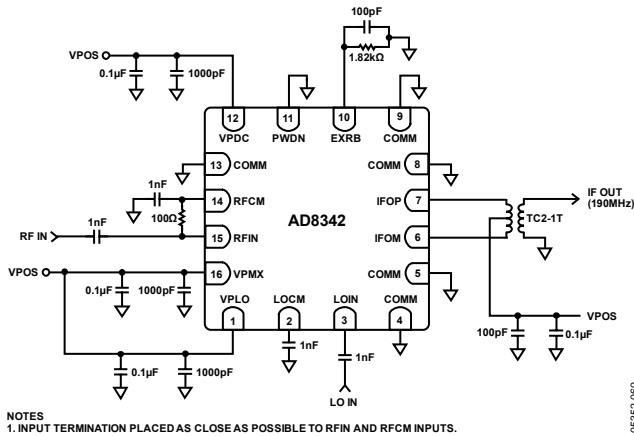 100pF
VPOS
1.82kΩ
0.1µF
1000pF
12
11
10
9
VPDC
PWDN
EXRB
COMM
13
COMM
COMM
8
1nF
14
RFCM
IFOP
7
IF OUT
(190MHz)
100Ω
AD8342
TC2-1T
1nF
RF IN
15
RFIN
IFOM
6
VPOS
16
VPMX
COMM
5
0.1µF
1000pF
VPLO
LOCM
LOIN
COMM
VPOS
1
2
3
4
100pF
0.1µF
1nF
1nF
0.1µF
1000pF
LO IN
NOTES
1. INPUT TERMINATION PLACED AS CLOSE AS POSSIBLE TO RFIN AND RFCM INPUTS.
05352-060